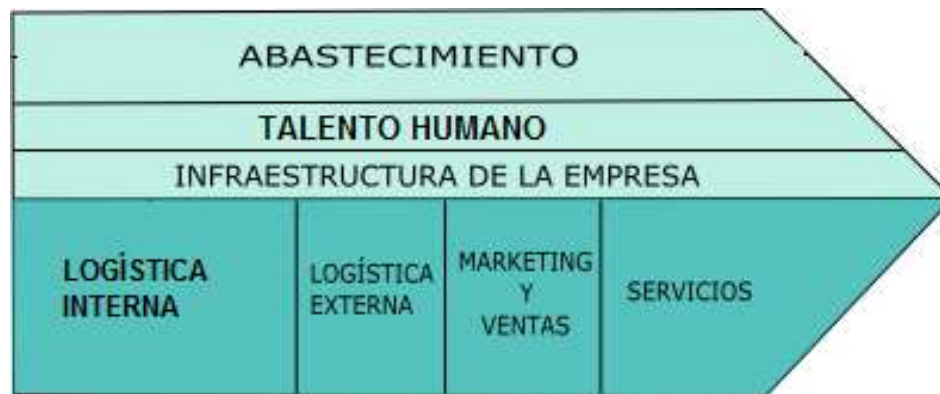 ABASTECIMIENTO
TALENTO HUMANO
INFRAESTRUCTURA DE LA EMPRESA
LOGÍSTICA
INTERNA
LOGÍSTICA
EXTERNA
MARKETING
Y
VENTAS
SERVICIOS